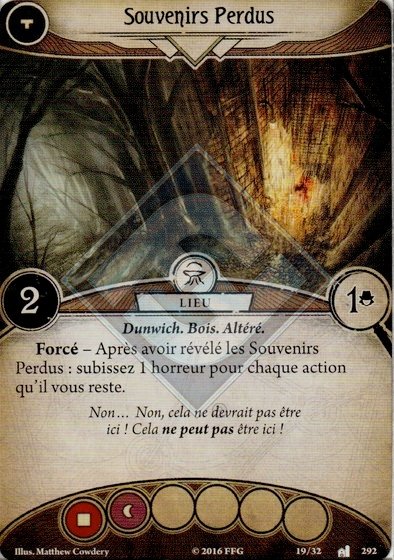 Souvenirs Perdus
2
LIEU
1
Dunwich. Bois. Altéré.
Forcé – Après avoir révélé les Souvenirs
Perdus : subissez 1 horreur pour chaque action
qu'il vous reste.
Non… Non, cela ne devrait pas être
ici ! Cela ne peut pas être ici !
Illus. Matthew Cowdery
© 2016 FFG
19/32
292